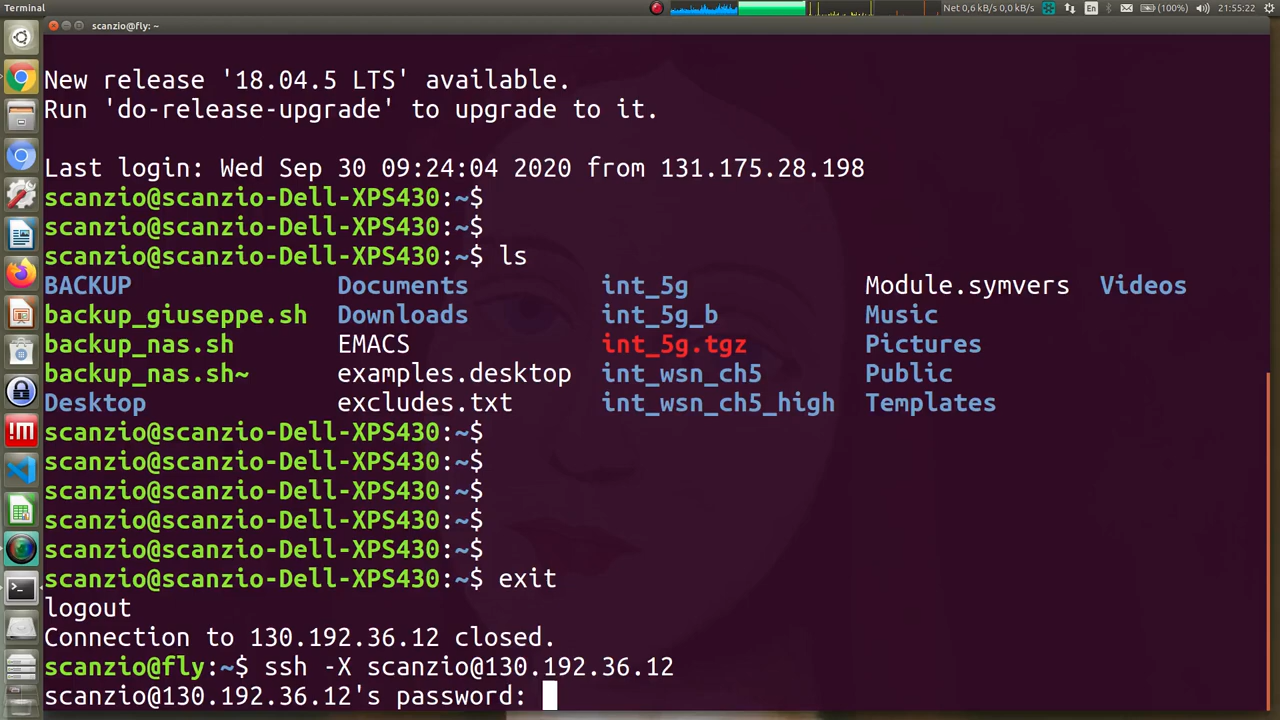 Terminal
Net 0,6 kB/s 0,0 kB/s
En
(100%)
21:55:22
scanzio@fly: ~
New release '18.04.5 LTS' available.
Run 'do-release-upgrade' to upgrade to it.
Last login: Wed Sep 30 09:24:04 2020 from 131.175.28.198
scanzio@scanzio-Dell-XPS430:~$
scanzio@scanzio-Dell-XPS430:~$
scanzio@scanzio-Dell-XPS430:~$ ls
BACKUP Documents int_5g Module.symvers Videos
backup_giuseppe.sh Downloads int_5g_b Music
backup_nas.sh EMACS int_5g.tgz Pictures
backup_nas.sh~ examples.desktop int_wsn_ch5 Public
Desktop excludes.txt int_wsn_ch5_high Templates
scanzio@scanzio-Dell-XPS430:~$
scanzio@scanzio-Dell-XPS430:~$
scanzio@scanzio-Dell-XPS430:~$
scanzio@scanzio-Dell-XPS430:~$
scanzio@scanzio-Dell-XPS430:~$
scanzio@scanzio-Dell-XPS430:~$ exit
logout
Connection to 130.192.36.12 closed.
scanzio@fly:~$ ssh -X scanzio@130.192.36.12
scanzio@130.192.36.12's password: